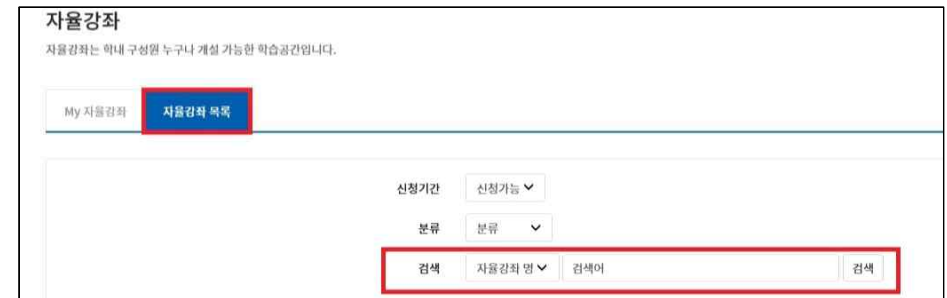 자율강좌
자율강좌는 학내 구성원 누구나 개설 가능한 학습공간입니다.
My 자율강좌 자율강좌 목록
신청기간 신청가능
분류 분류
검색 자율강좌 명 검색어 검색